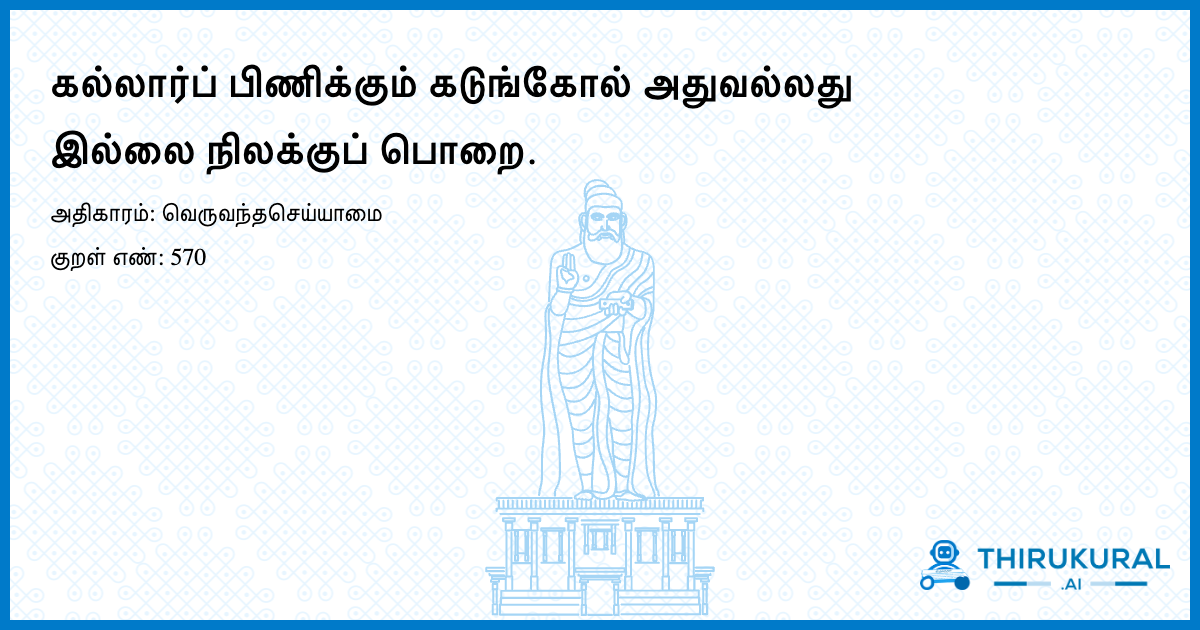 கல்லார்ப் பிணிக்கும் கடுங்கோல் அதுவல்லது
இல்லை நிலக்குப் பொறை.
அதிகாரம்: வெருவந்தசெய்யாமை
குறள் எண்: 570
THIRUKURAL
.AI